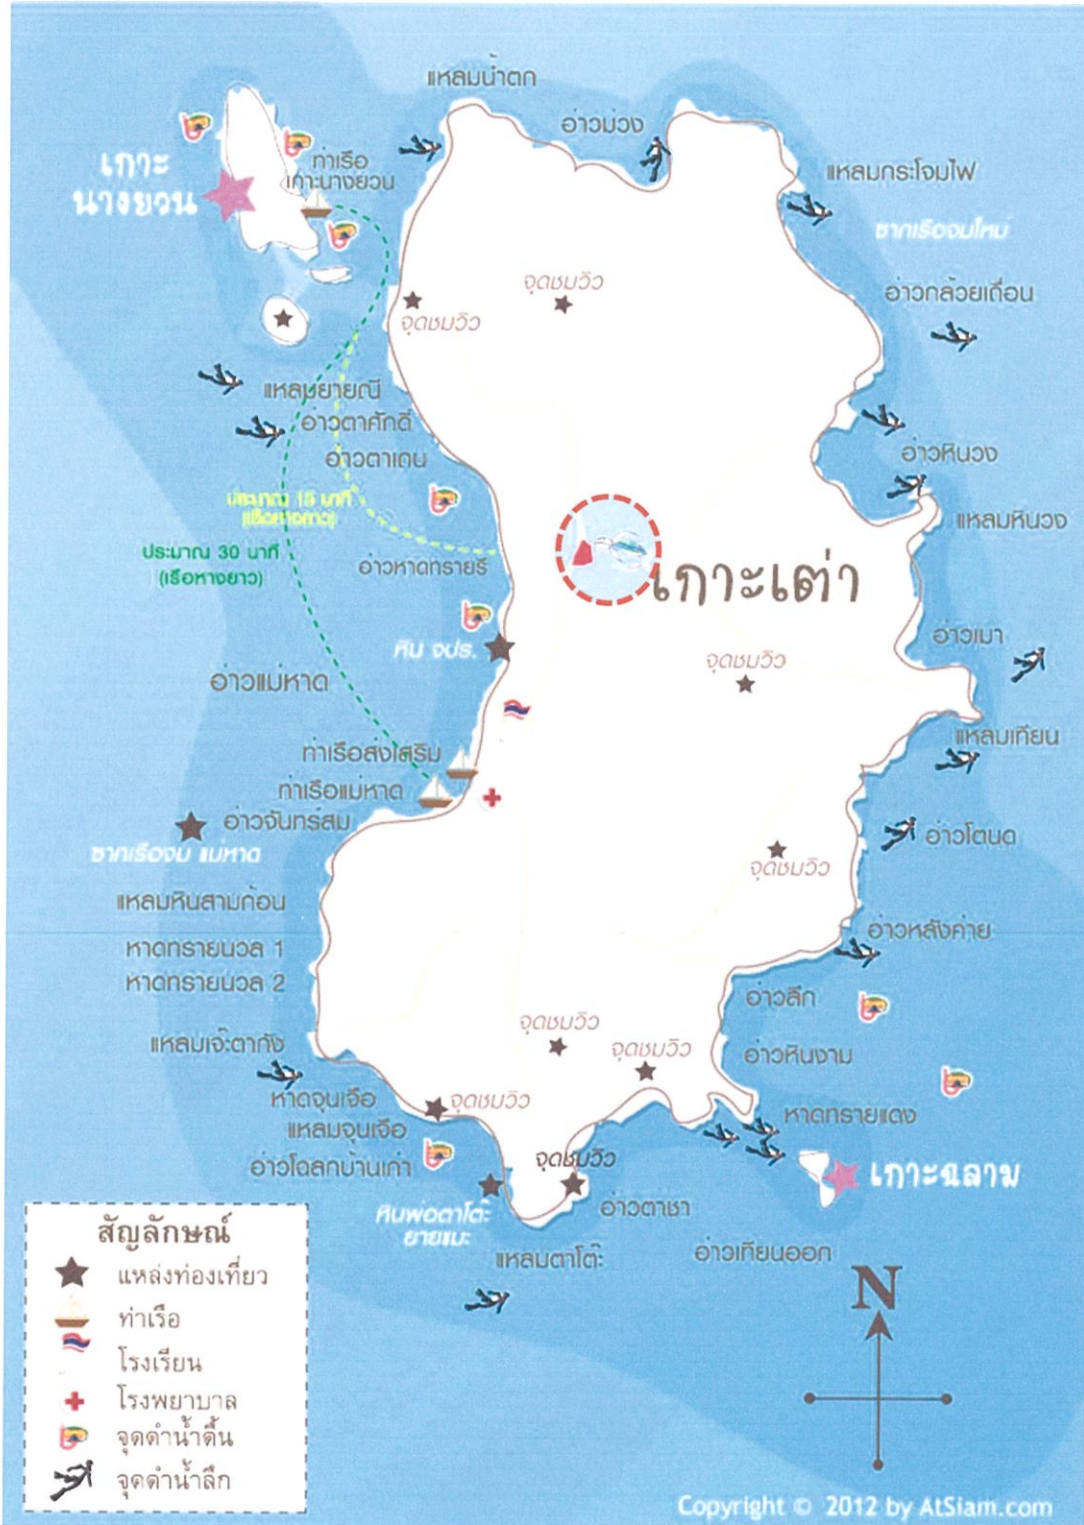 แหลมน้ำตก
อ่าวม่วง
เกาะ
นางยวน
ท่าเรือ
เกาะนางยวน
แหลมกระโจมไฟ
ซากเรือจมใหม่
จุดชมวิว
จุดชมวิว
อ่าวกล้วยเถื่อน
แหลมยายณี
อ่าวตาศักดิ์
อ่าวตาเถน
อ่าวหินวง
ประมาณ 15 นาที
(เรือหางยาว)
แหลมหินวง
ประมาณ 30 นาที
(เรือหางยาว)
อ่าวหาดทรายรี
เกาะเต่า
อ่าวเมา
หิน จปร.
จุดชมวิว
อ่าวแม่หาด
แหลมเทียน
ท่าเรือส่งเสริม
ท่าเรือแม่หาด
อ่าวจันทร์สม
อ่าวโตนด
ซากเรือจม แม่หาด
จุดชมวิว
แหลมหินสามก้อน
อ่าวหลังค่าย
หาดทรายนวล 1
หาดทรายนวล 2
อ่าวลึก
จุดชมวิว
แหลมเจ๊ะตากัง
จุดชมวิว
อ่าวหินงาม
หาดจุนเจือ
จุดชมวิว
หาดทรายแดง
แหลมจุนเจือ
อ่าวโฉลกบ้านเก่า
จุดชมวิว
เกาะฉลาม
หินพ่อตาโต๊ะ
ยายแมะ
อ่าวตาชา
แหลมตาโต๊ะ
อ่าวเทียนออก
สัญลักษณ์
แหล่งท่องเที่ยว
ท่าเรือ
โรงเรียน
โรงพยาบาล
จุดดำน้ำตื้น
จุดดำน้ำลึก
N
Copyright © 2012 by AtSiam.com